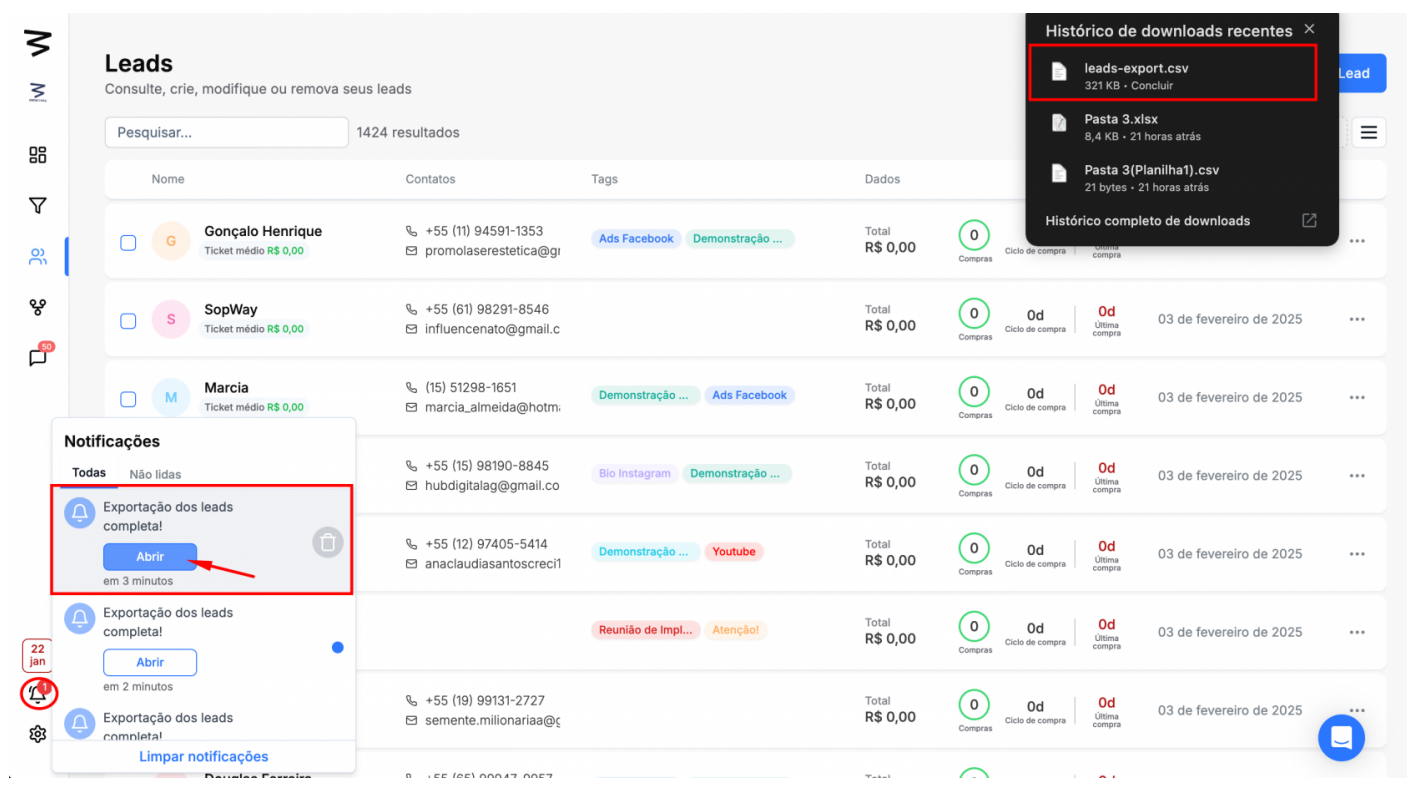 Leads
Consulte, crie, modifique ou remova seus leads
Histórico de downloads recentes
leads-export.csv
321 KB • Concluir
Pasta 3.xlsx
8,4 KB • 21 horas atrás
Pasta 3(Planilha1).csv
21 bytes • 21 horas atrás
Histórico completo de downloads
Lead
Pesquisar...
1424 resultados
Nome Contatos Tags Dados
G Gonçalo Henrique
Ticket médio R$ 0,00
+55 (11) 94591-1353
promolaserestetica@gr
Ads Facebook Demonstração ...
Total
R$ 0,00
0
Compras
Ciclo de compra
Última
compra
S SopWay
Ticket médio R$ 0,00
+55 (61) 98291-8546
influencenato@gmail.c
Total
R$ 0,00
0
Compras
0d
Ciclo de compra
0d
Última
compra
03 de fevereiro de 2025
M Marcia
Ticket médio R$ 0,00
(15) 51298-1651
marcia_almeida@hotm
Demonstração ... Ads Facebook
Total
R$ 0,00
0
Compras
0d
Ciclo de compra
0d
Última
compra
03 de fevereiro de 2025
+55 (15) 98190-8845
hubdigitalag@gmail.co
Bio Instagram Demonstração ...
Total
R$ 0,00
0
Compras
0d
Ciclo de compra
0d
Última
compra
03 de fevereiro de 2025
+55 (12) 97405-5414
anaclaudiasantoscreci1
Demonstração ... Youtube
Total
R$ 0,00
0
Compras
0d
Ciclo de compra
0d
Última
compra
03 de fevereiro de 2025
Reunião de Impl... Atenção!
Total
R$ 0,00
0
Compras
0d
Ciclo de compra
0d
Última
compra
03 de fevereiro de 2025
+55 (19) 99131-2727
semente.milionariaa@g
Total
R$ 0,00
0
Compras
0d
Ciclo de compra
0d
Última
compra
03 de fevereiro de 2025
50
Notificações
Todas Não lidas
Exportação dos leads
completa!
Abrir
em 3 minutos
Exportação dos leads
completa!
Abrir
em 2 minutos
Exportação dos leads
completa!
Limpar notificações
22
jan
1